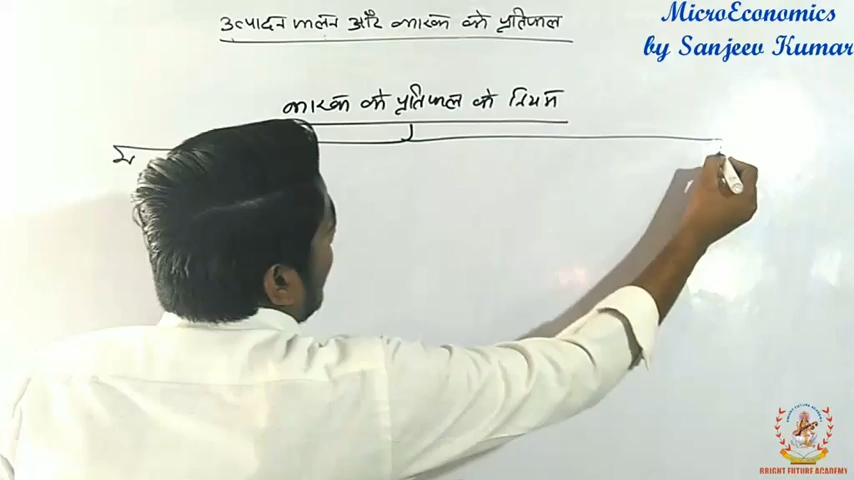 उत्पादन फलन और कारक के प्रतिफल
MicroEconomics
by Sanjeev Kumar
कारक के प्रतिफल के नियम
BRIGHT FUTURE ACADEMY